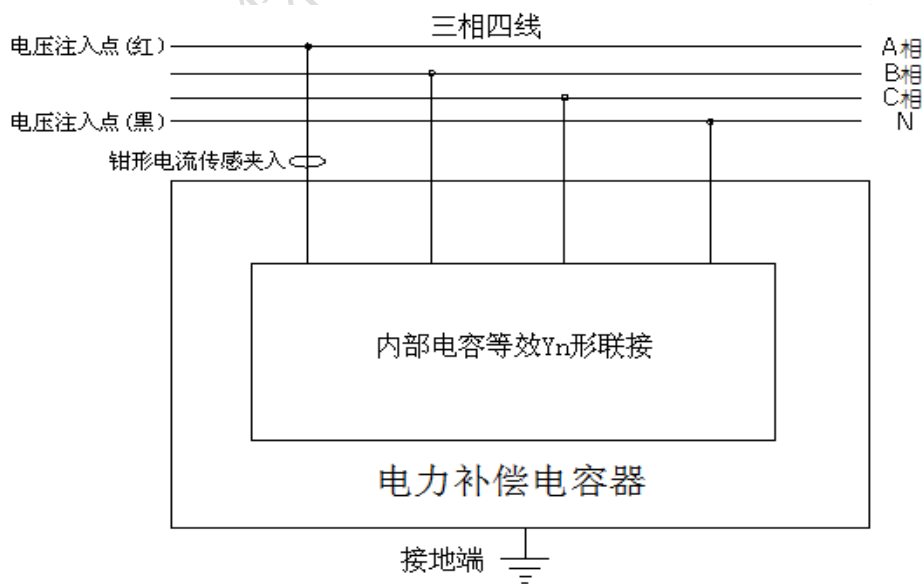 三相四线
电压注入点(红)
A相
B相
C相
电压注入点(黑)
N
钳形电流传感夹入
内部电容等效Yn形联接
电力补偿电容器
接地端